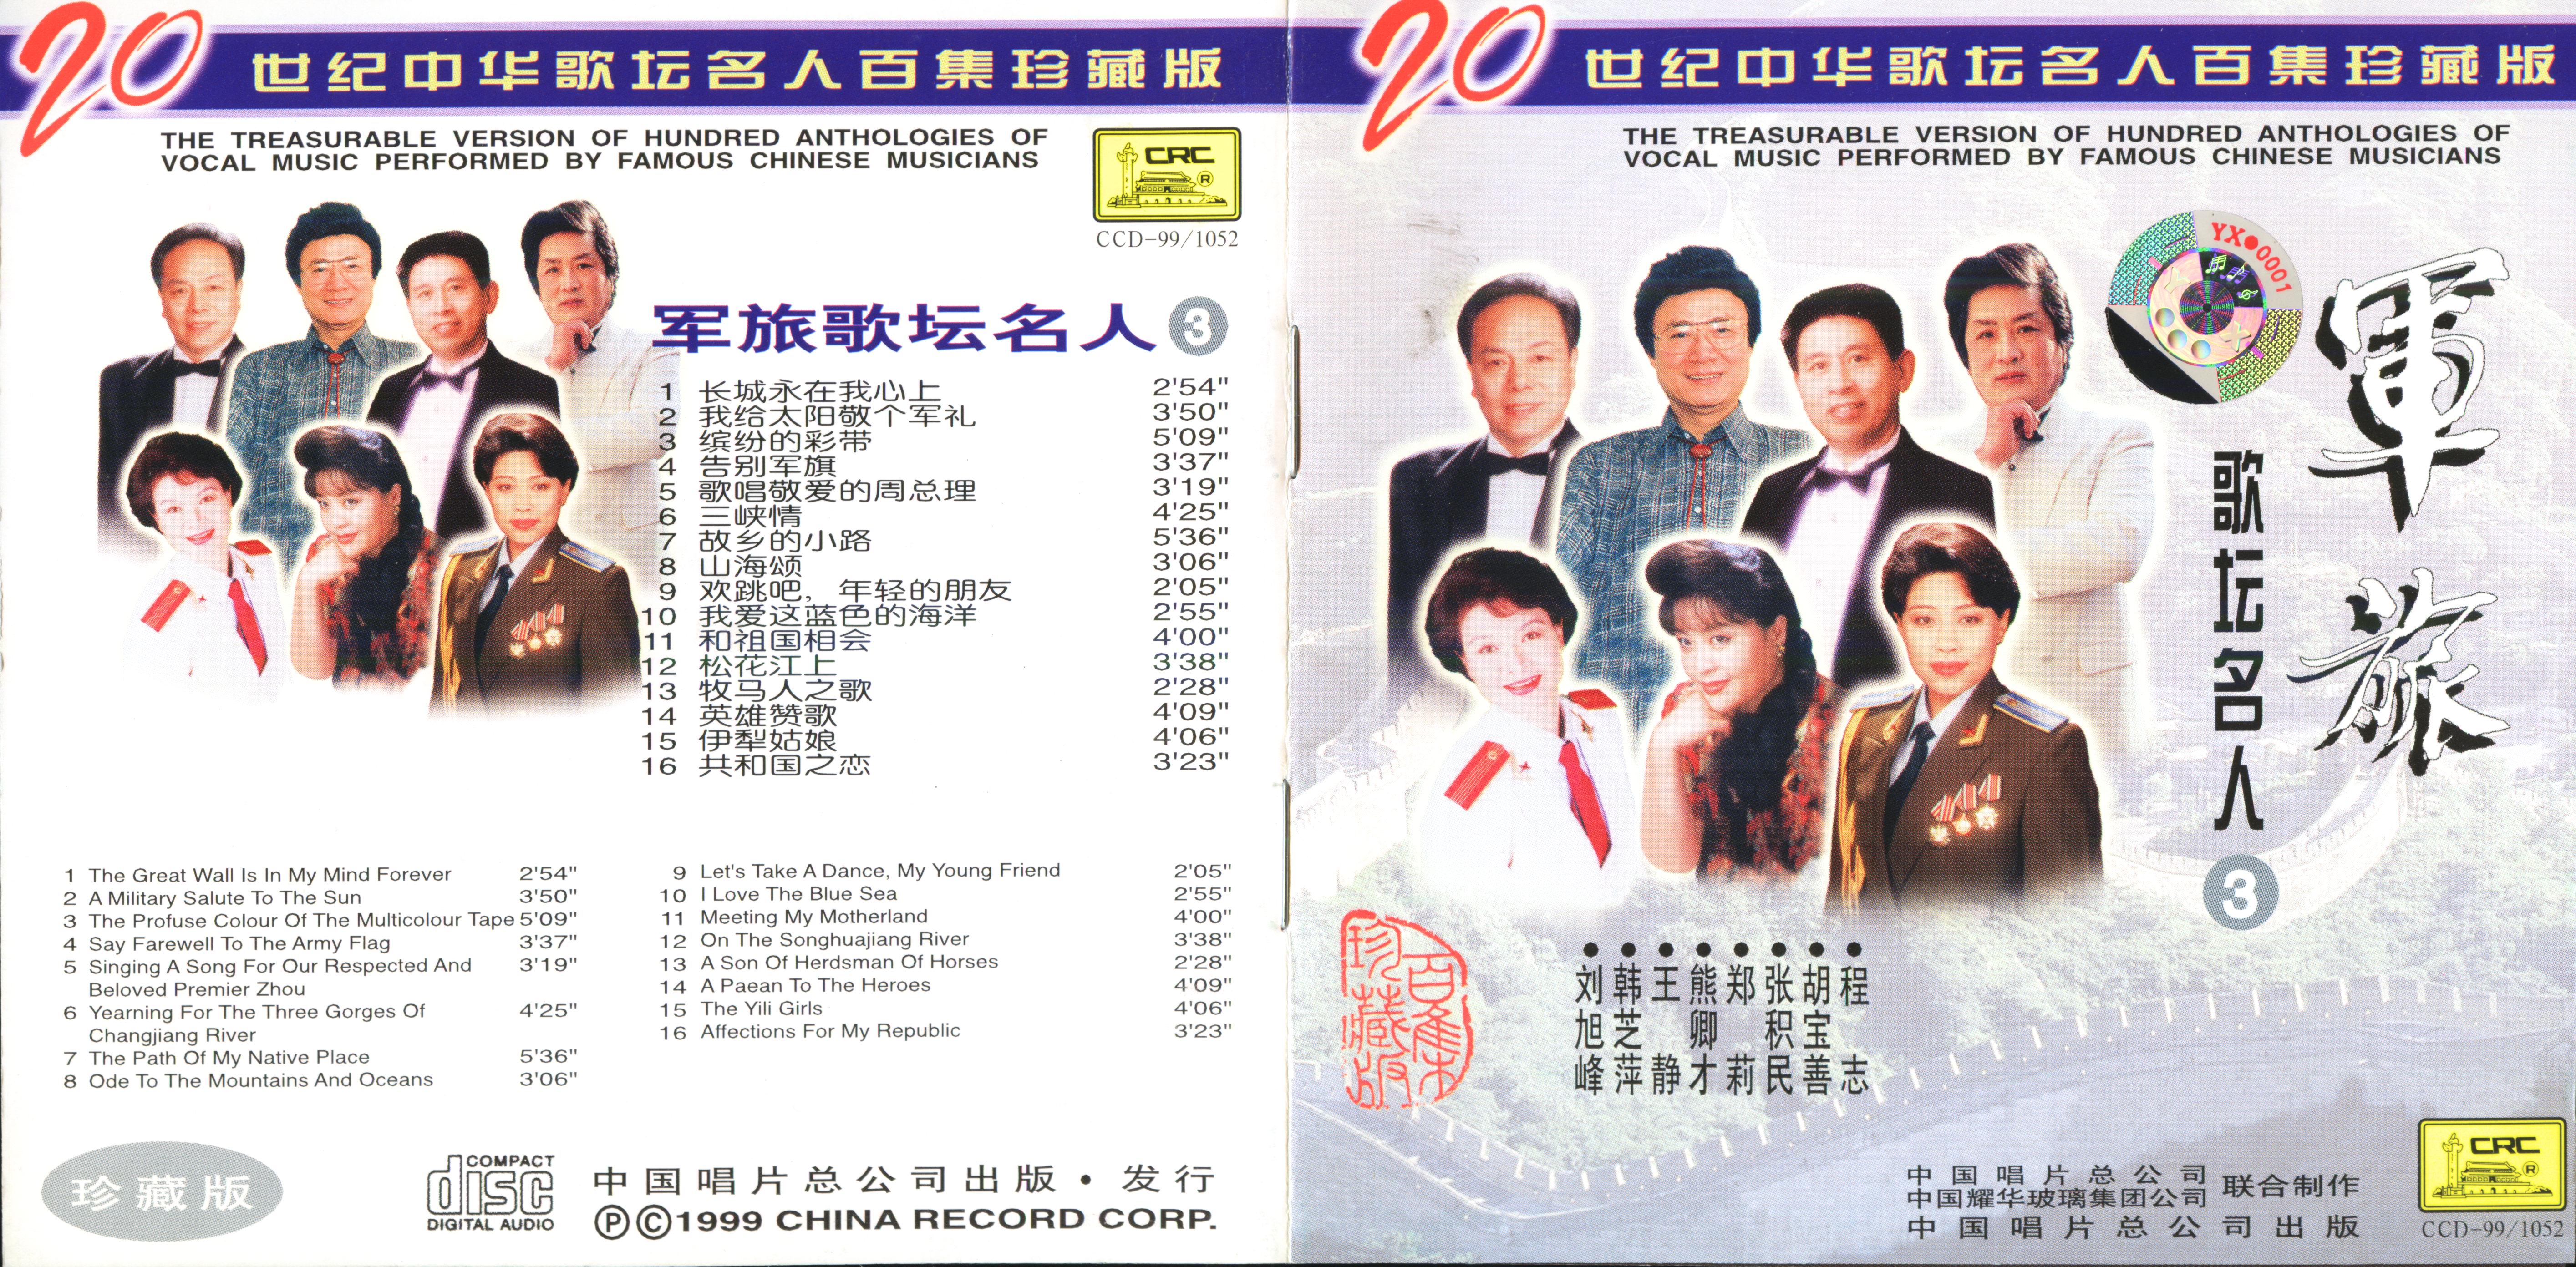 20世纪中华歌坛名人百集珍藏版
THE TREASURABLE VERSION OF HUNDRED ANTHOLOGIES OF
VOCAL MUSIC PERFORMED BY FAMOUS CHINESE MUSICIANS
CRC
®
CCD-99/1052
军旅歌坛名人3
1 长城永在我心上 2'54"
2 我给太阳敬个军礼 3'50"
3 缤纷的彩带 5'09"
4 告别军旗 3'37"
5 歌唱敬爱的周总理 3'19"
6 三峡情 4'25"
7 故乡的小路 5'36"
8 山海颂 3'06"
9 欢跳吧，年轻的朋友 2'05"
10 我爱这蓝色的海洋 2'55"
11 和祖国相会 4'00"
12 松花江上 3'38"
13 牧马人之歌 2'28"
14 英雄赞歌 4'09"
15 伊犁姑娘 4'06"
16 共和国之恋 3'23"
1 The Great Wall Is In My Mind Forever 2'54"
2 A Military Salute To The Sun 3'50"
3 The Profuse Colour Of The Multicolour Tape 5'09"
4 Say Farewell To The Army Flag 3'37"
5 Singing A Song For Our Respected And 3'19"
Beloved Premier Zhou
6 Yearning For The Three Gorges Of 4'25"
Changjiang River
7 The Path Of My Native Place 5'36"
8 Ode To The Mountains And Oceans 3'06"
9 Let's Take A Dance, My Young Friend 2'05"
10 I Love The Blue Sea 2'55"
11 Meeting My Motherland 4'00"
12 On The Songhuajiang River 3'38"
13 A Son Of Herdsman Of Horses 2'28"
14 A Paean To The Heroes 4'09"
15 The Yili Girls 4'06"
16 Affections For My Republic 3'23"
珍藏版
COMPACT
disc
DIGITAL AUDIO
中国唱片总公司出版·发行
ⓅⒸ1999 CHINA RECORD CORP.
20世纪中华歌坛名人百集珍藏版
THE TREASURABLE VERSION OF HUNDRED ANTHOLOGIES OF
VOCAL MUSIC PERFORMED BY FAMOUS CHINESE MUSICIANS
YX●0001
軍旅
歌坛名人
3
百集
珍藏版
●程志
●胡宝善
●张积民
●郑莉
●熊卿才
●王静
●韩芝萍
●刘旭峰
中国唱片总公司
中国耀华玻璃集团公司
联合制作
中国唱片总公司出版
CRC
®
CCD-99/1052